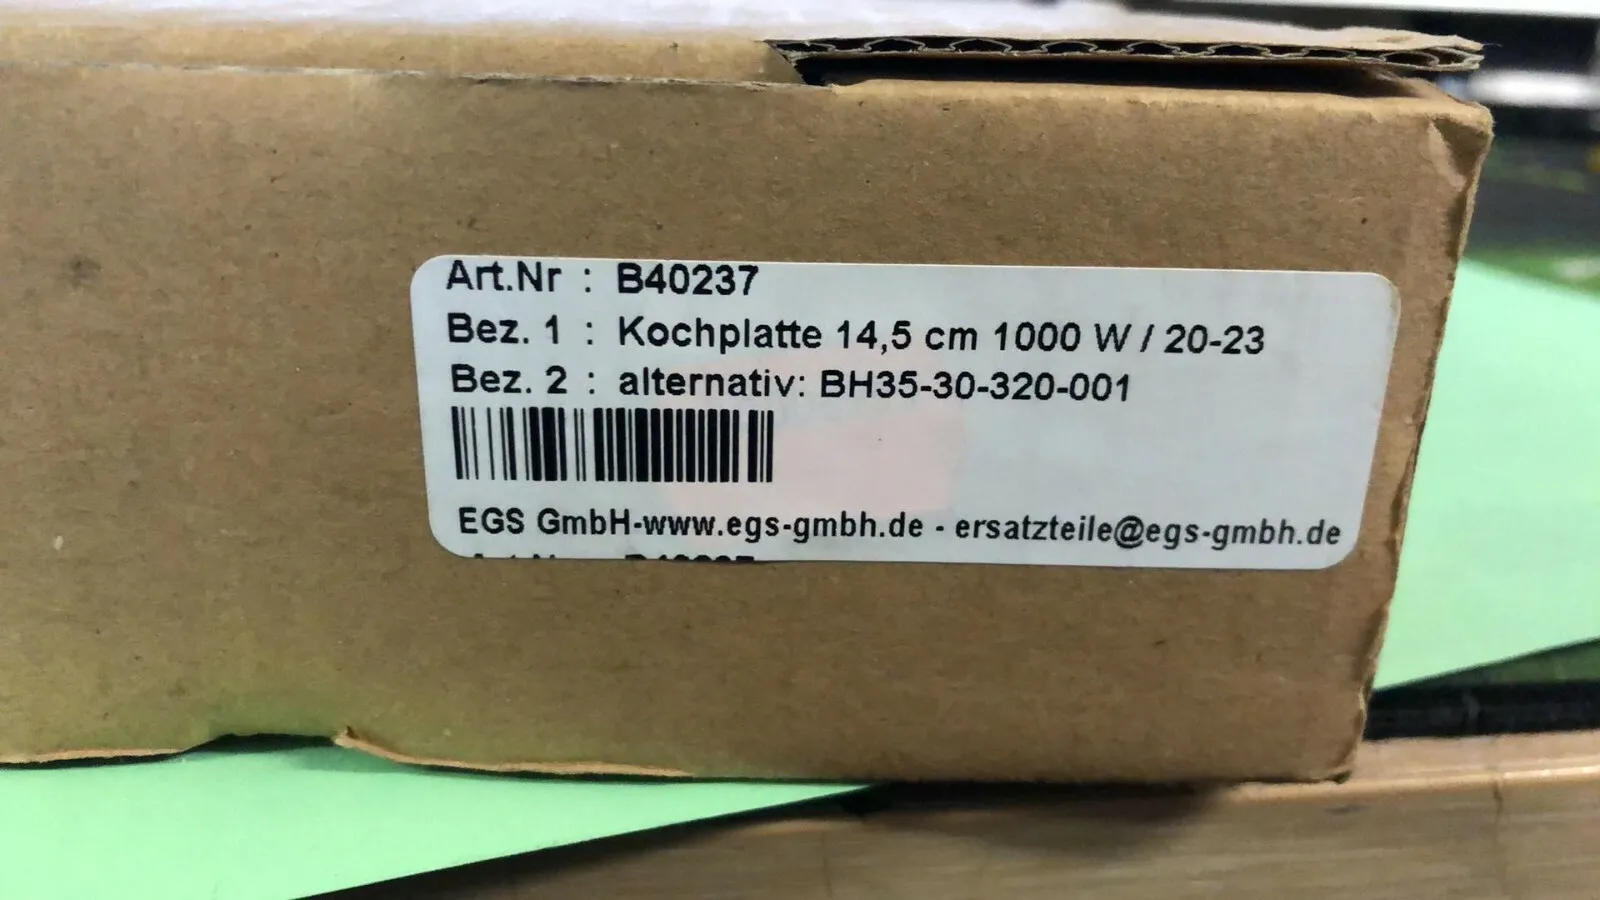 Art.Nr : B40237
Bez. 1 : Kochplatte 14,5 cm 1000 W / 20-23
Bez. 2 : alternativ: BH35-30-320-001
EGS GmbH-www.egs-gmbh.de - ersatzteile@egs-gmbh.de